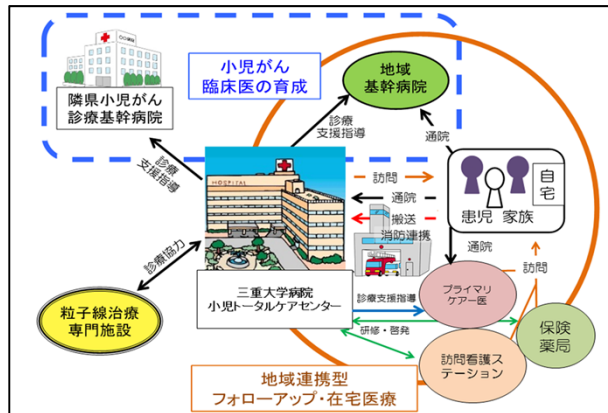 小児がん
臨床医の育成
地域
基幹病院
隣県小児がん
診療基幹病院
診療
支援指導
通院
診療
支援指導
HOSPITAL
訪問
通院
搬送
消防連携
自宅
患児 家族
通院
訪問
診療協力
三重大学病院
小児トータルケアセンター
診療支援指導
プライマリ
ケアー医
研修・啓発
保険
薬局
粒子線治療
専門施設
訪問看護ス
テーション
地域連携型
フォローアップ・在宅医療